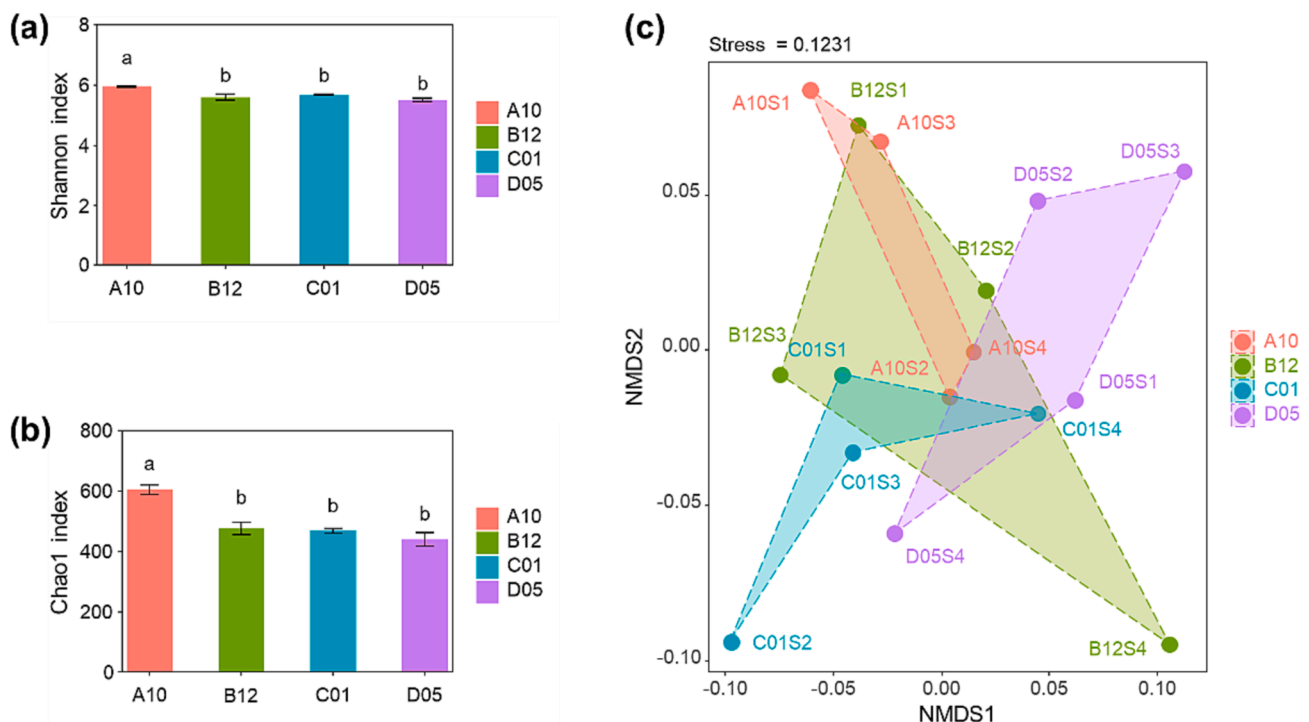 (a)
Shannon index
8
6
4
2
0
a
b
b
b
A10
B12
C01
D05
A10
B12
C01
D05
(b)
Chao1 index
800
600
400
200
0
a
b
b
b
A10
B12
C01
D05
A10
B12
C01
D05
(c)
Stress = 0.1231
NMDS2
0.05
0.00
-0.05
-0.10
A10S1
B12S1
A10S3
D05S3
D05S2
B12S2
B12S3
C01S1
A10S4
A10S2
D05S1
C01S4
C01S3
D05S4
C01S2
B12S4
-0.10
-0.05
0.00
0.05
0.10
NMDS1
A10
B12
C01
D05